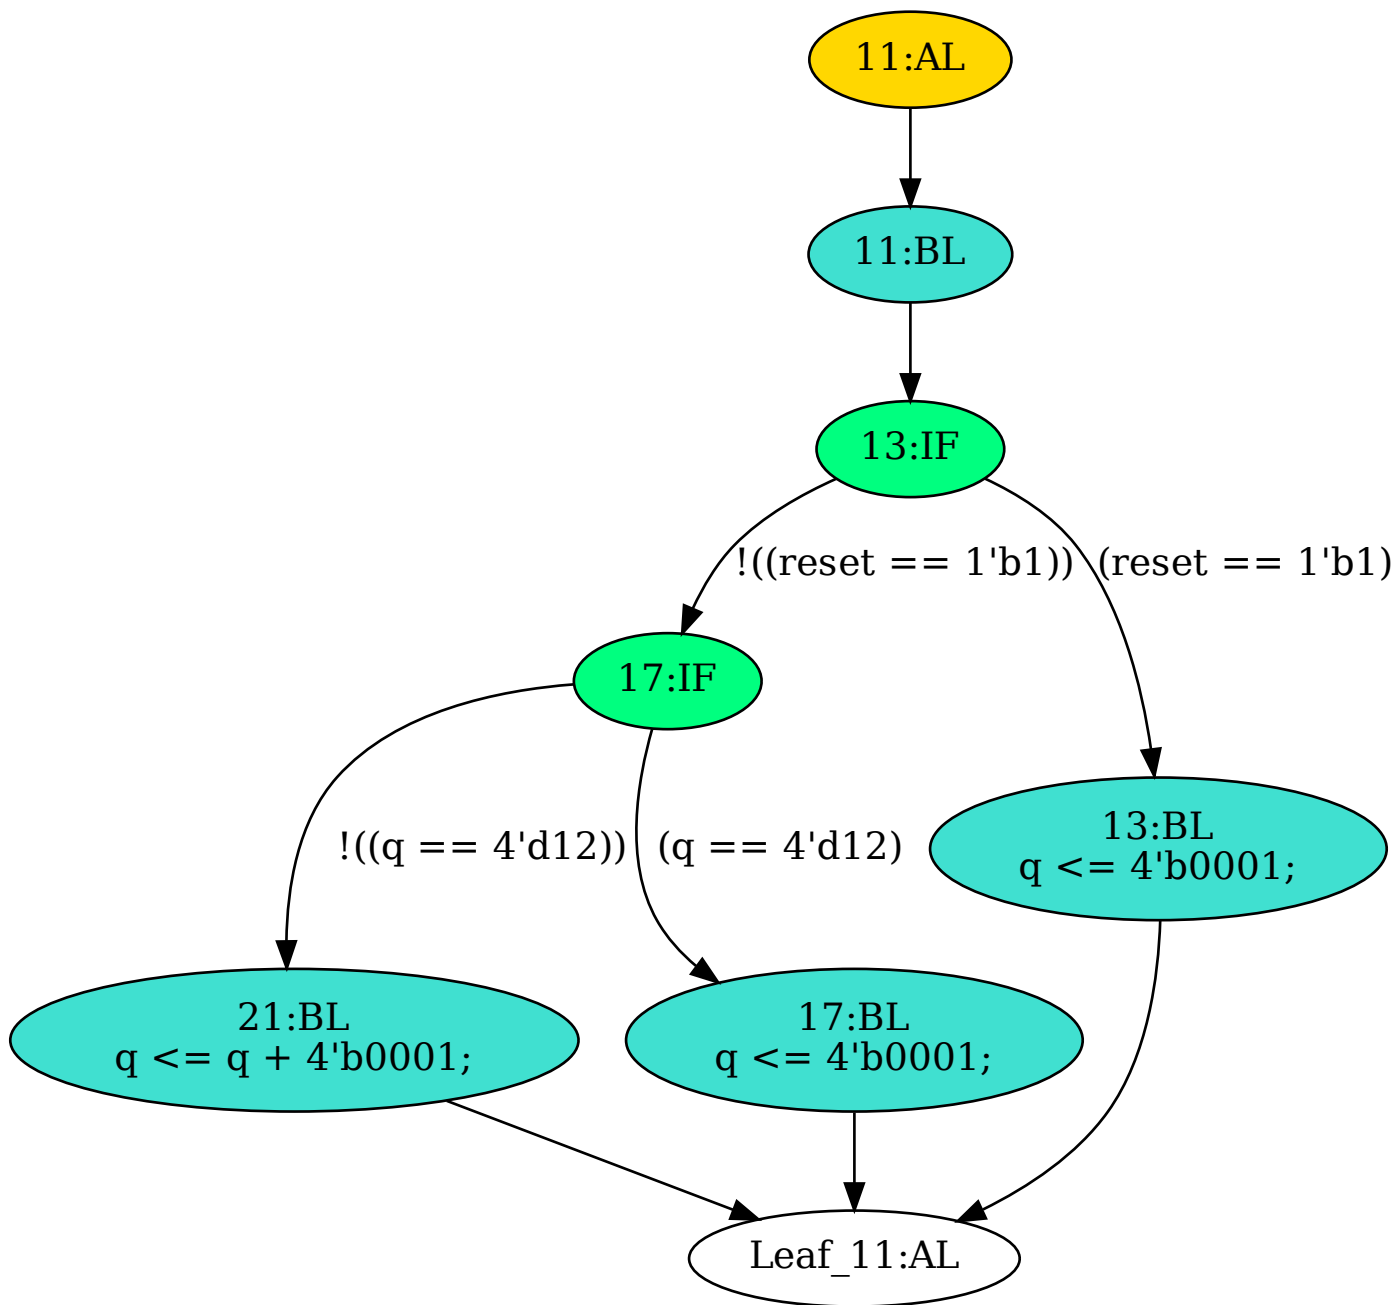 11:AL
11:BL
13:IF
!((reset == 1'b1))
(reset == 1'b1)
17:IF
!((q == 4'd12))
(q == 4'd12)
13:BL
q <= 4'b0001;
21:BL
q <= q + 4'b0001;
17:BL
q <= 4'b0001;
Leaf_11:AL